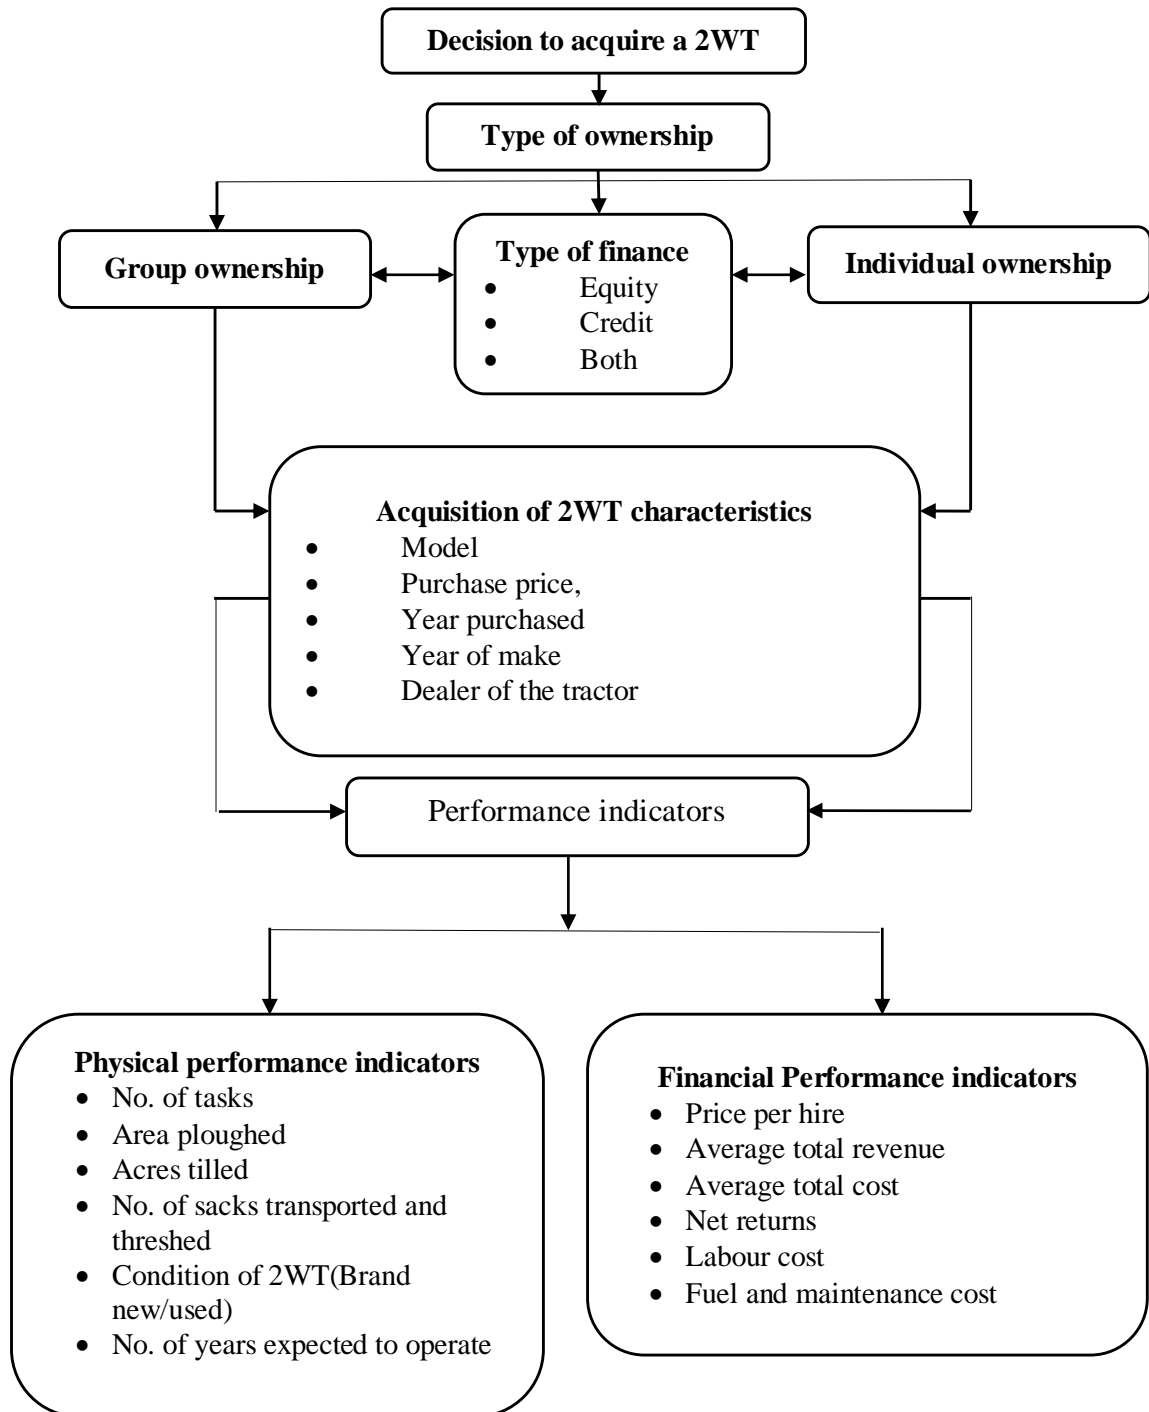 Decision to acquire a 2WT
Type of ownership
Group ownership
Type of finance
• Equity
• Credit
• Both
Individual ownership
Acquisition of 2WT characteristics
• Model
• Purchase price,
• Year purchased
• Year of make
• Dealer of the tractor
Performance indicators
Physical performance indicators
• No. of tasks
• Area ploughed
• Acres tilled
• No. of sacks transported and
threshed
• Condition of 2WT(Brand
new/used)
• No. of years expected to operate
Financial Performance indicators
• Price per hire
• Average total revenue
• Average total cost
• Net returns
• Labour cost
• Fuel and maintenance cost